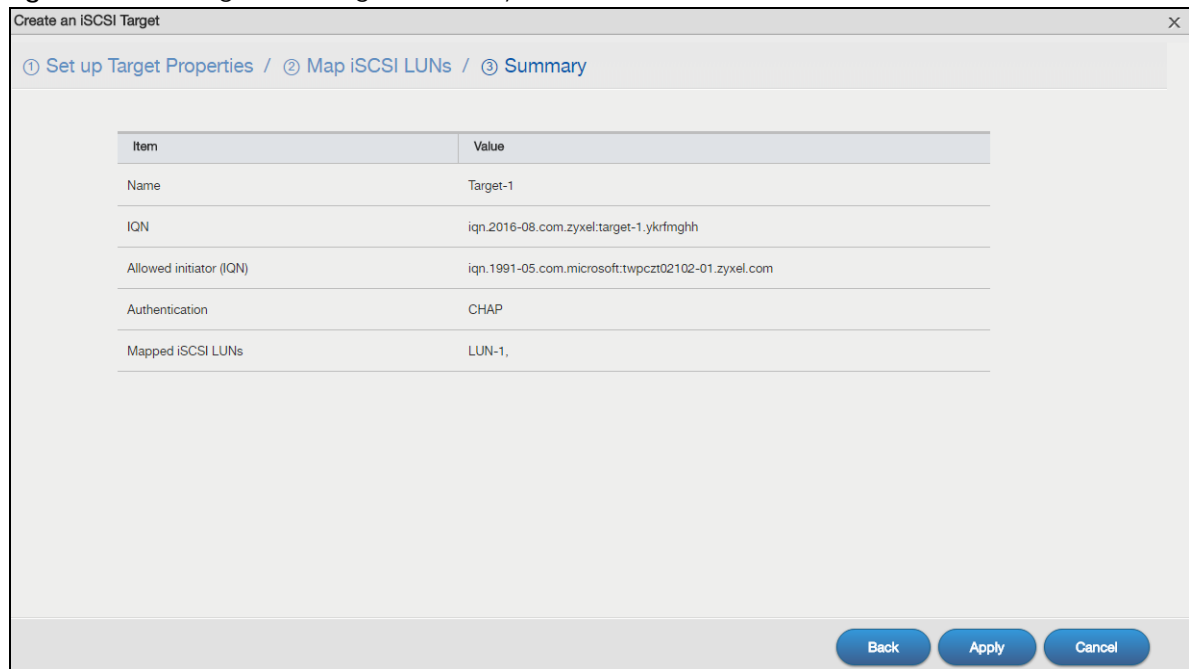 Create an iSCSI Target
① Set up Target Properties / ② Map iSCSI LUNs / ③ Summary
Item Value
Name Target-1
IQN iqn.2016-08.com.zyxel:target-1.ykrfmghh
Allowed initiator (IQN) iqn.1991-05.com.microsoft:twpczt02102-01.zyxel.com
Authentication CHAP
Mapped iSCSI LUNs LUN-1,
Back Apply Cancel